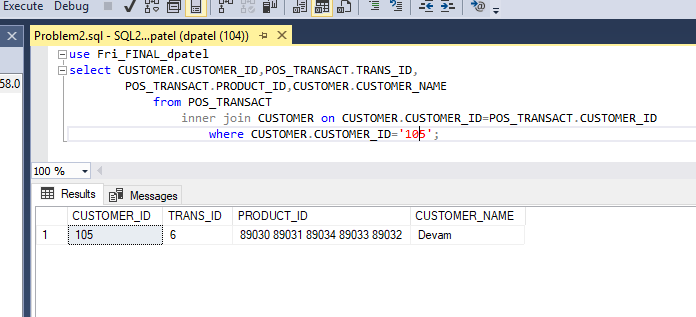 Execute Debug
Problem2.sql - SQL2...patel (dpatel (104))
58.0
use Fri_FINAL_dpatel
select CUSTOMER.CUSTOMER_ID,POS_TRANSACT.TRANS_ID,
POS_TRANSACT.PRODUCT_ID,CUSTOMER.CUSTOMER_NAME
from POS_TRANSACT
inner join CUSTOMER on CUSTOMER.CUSTOMER_ID=POS_TRANSACT.CUSTOMER_ID
where CUSTOMER.CUSTOMER_ID='105';
100 %
Results Messages
CUSTOMER_ID TRANS_ID PRODUCT_ID CUSTOMER_NAME
1 105 6 89030 89031 89034 89033 89032 Devam